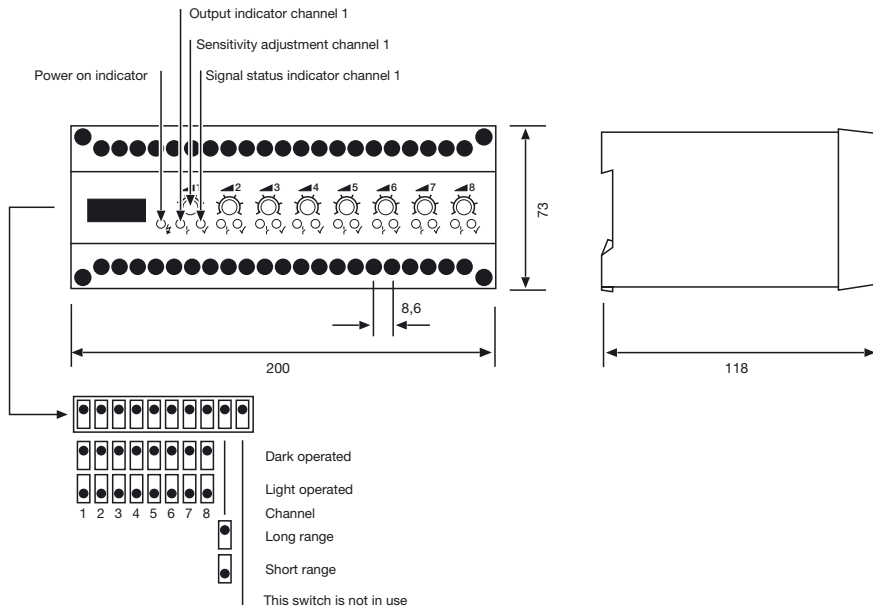 Output indicator channel 1
Sensitivity adjustment channel 1
Power on indicator
Signal status indicator channel 1
1 2 3 4 5 6 7 8
73
8,6
200
118
Dark operated
Light operated
1 2 3 4 5 6 7 8
Channel
Long range
Short range
This switch is not in use